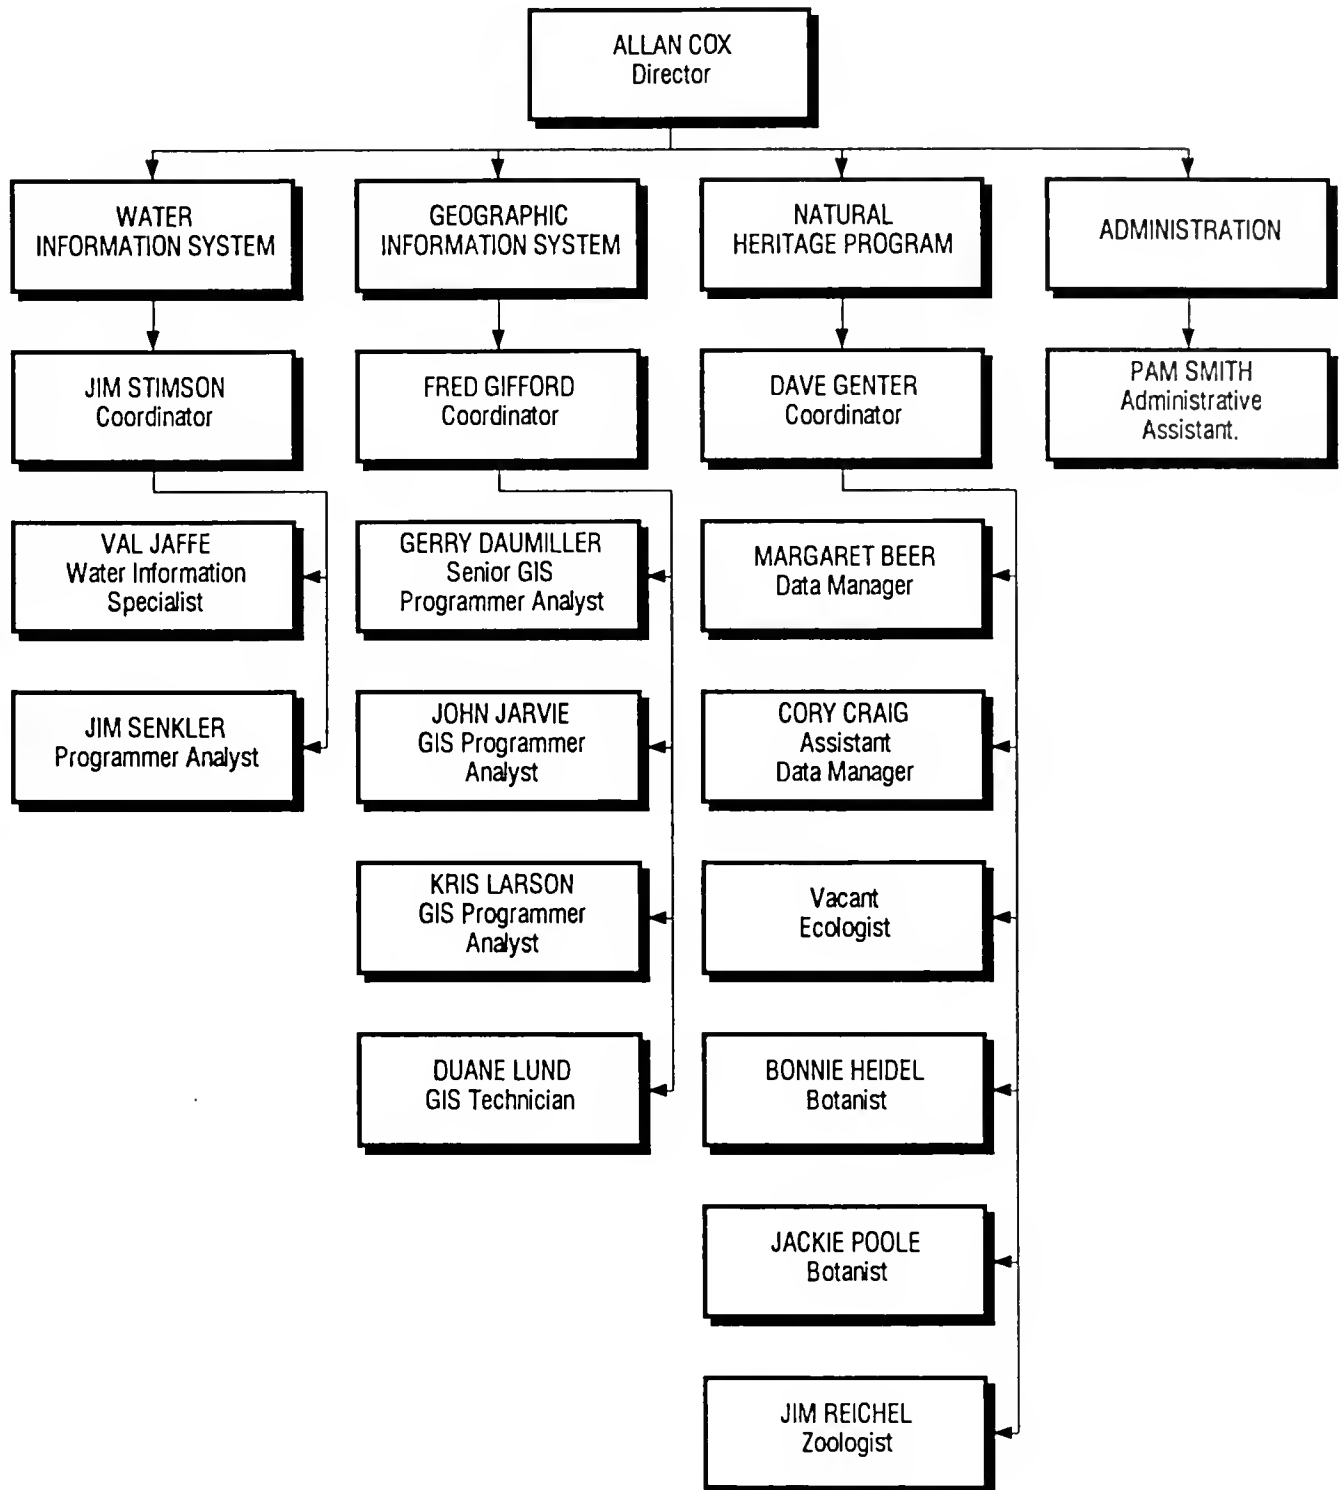 ALLAN COX
Director
WATER
INFORMATION SYSTEM
GEOGRAPHIC
INFORMATION SYSTEM
NATURAL
HERITAGE PROGRAM
ADMINISTRATION
JIM STIMSON
Coordinator
FRED GIFFORD
Coordinator
DAVE GENTER
Coordinator
PAM SMITH
Administrative
Assistant.
VAL JAFFE
Water Information
Specialist
GERRY DAUMILLER
Senior GIS
Programmer Analyst
MARGARET BEER
Data Manager
JIM SENKLER
Programmer Analyst
JOHN JARVIE
GIS Programmer
Analyst
CORY CRAIG
Assistant
Data Manager
KRIS LARSON
GIS Programmer
Analyst
Vacant
Ecologist
DUANE LUND
GIS Technician
BONNIE HEIDEL
Botanist
JACKIE POOLE
Botanist
JIM REICHEL
Zoologist